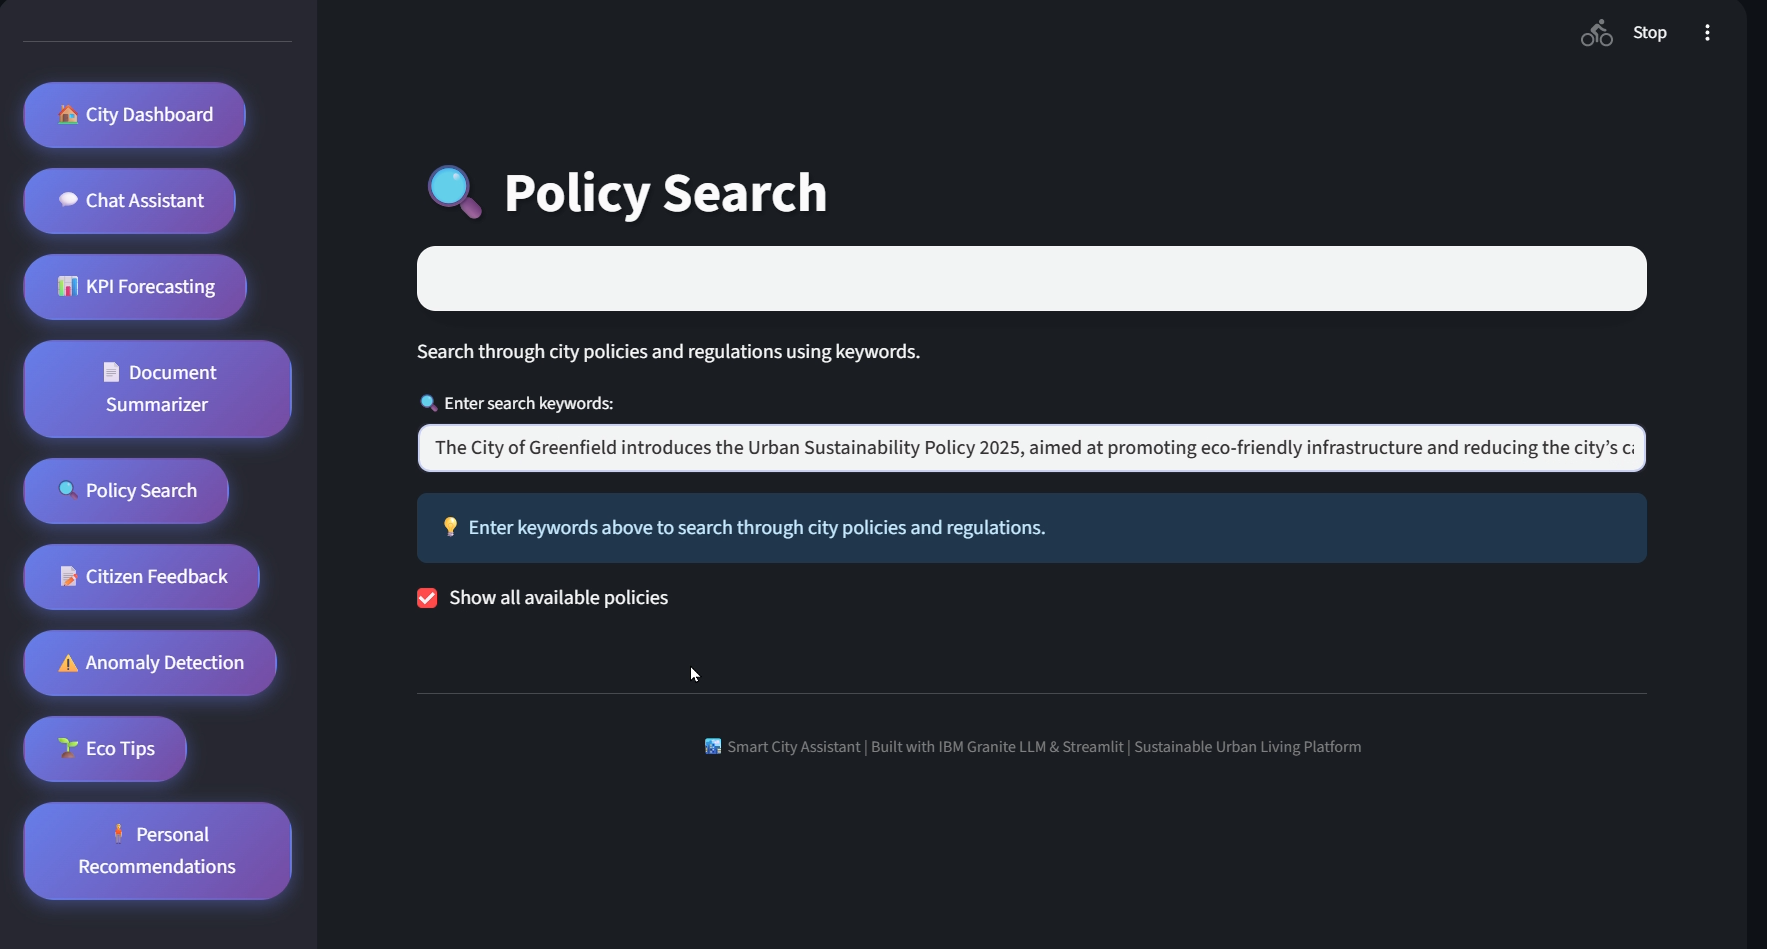 Stop
City Dashboard
Chat Assistant
KPI Forecasting
Document
Summarizer
Policy Search
Citizen Feedback
Anomaly Detection
Eco Tips
Personal
Recommendations
Policy Search
Search through city policies and regulations using keywords.
Enter search keywords:
The City of Greenfield introduces the Urban Sustainability Policy 2025, aimed at promoting eco-friendly infrastructure and reducing the city’s
Enter keywords above to search through city policies and regulations.
Show all available policies
Smart City Assistant | Built with IBM Granite LLM & Streamlit | Sustainable Urban Living Platform